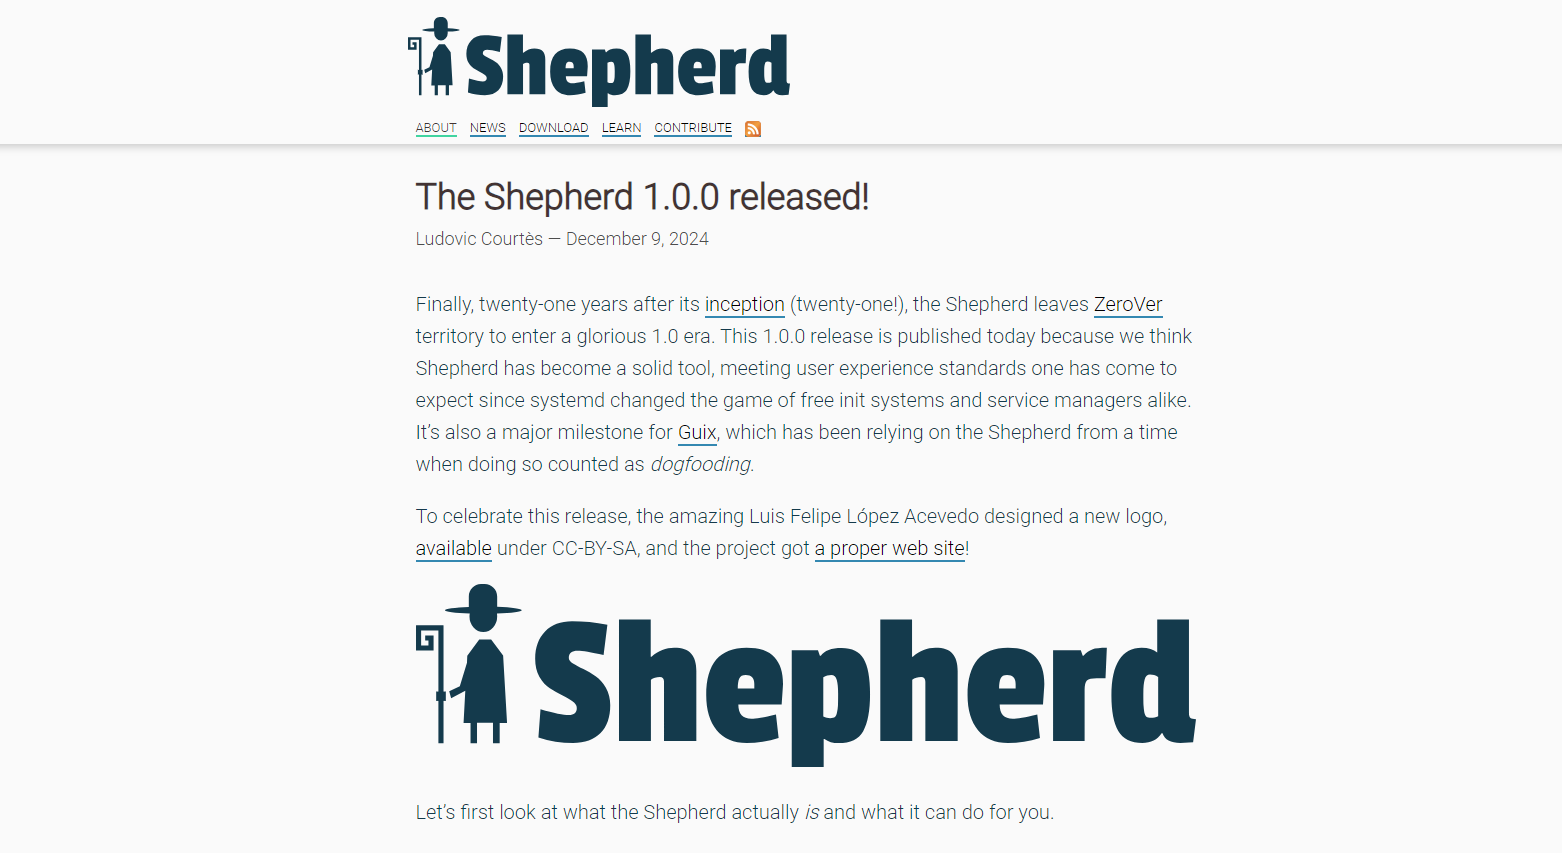 Shepherd
ABOUT NEWS DOWNLOAD LEARN CONTRIBUTE
The Shepherd 1.0.0 released!
Ludovic Courtès — December 9, 2024
Finally, twenty-one years after its inception (twenty-one!), the Shepherd leaves ZeroVer
territory to enter a glorious 1.0 era. This 1.0.0 release is published today because we think
Shepherd has become a solid tool, meeting user experience standards one has come to
expect since systemd changed the game of free init systems and service managers alike.
It’s also a major milestone for Guix, which has been relying on the Shepherd from a time
when doing so counted as dogfooding.
To celebrate this release, the amazing Luis Felipe López Acevedo designed a new logo,
available under CC-BY-SA, and the project got a proper web site!
Shepherd
Let’s first look at what the Shepherd actually is and what it can do for you.